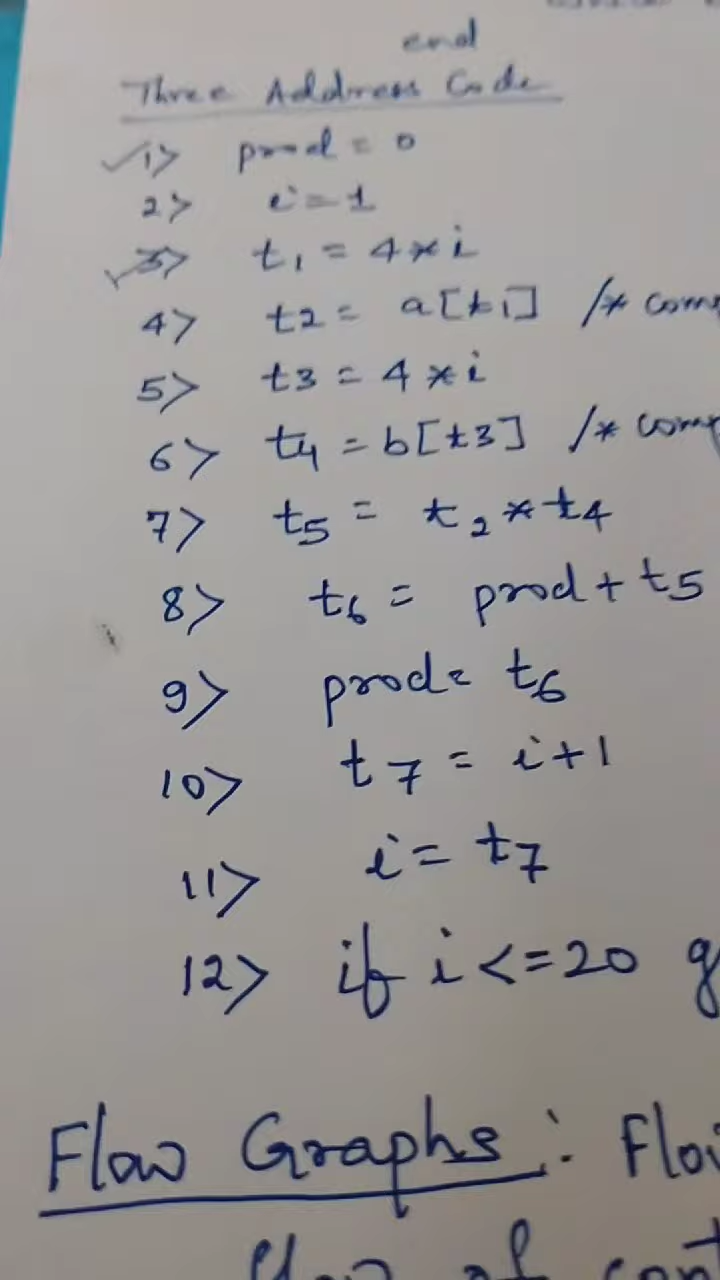 end
Three Address Code
1> prod = 0
2> i = 1
3> t1 = 4 * i
4> t2 = a[t1] /* com
5> t3 = 4 * i
6> t4 = b[t3] /* comp
7> t5 = t2 * t4
8> t6 = prod + t5
9> prod = t6
10> t7 = i + 1
11> i = t7
12> if i <= 20 g
Flow Graphs : Flo
of